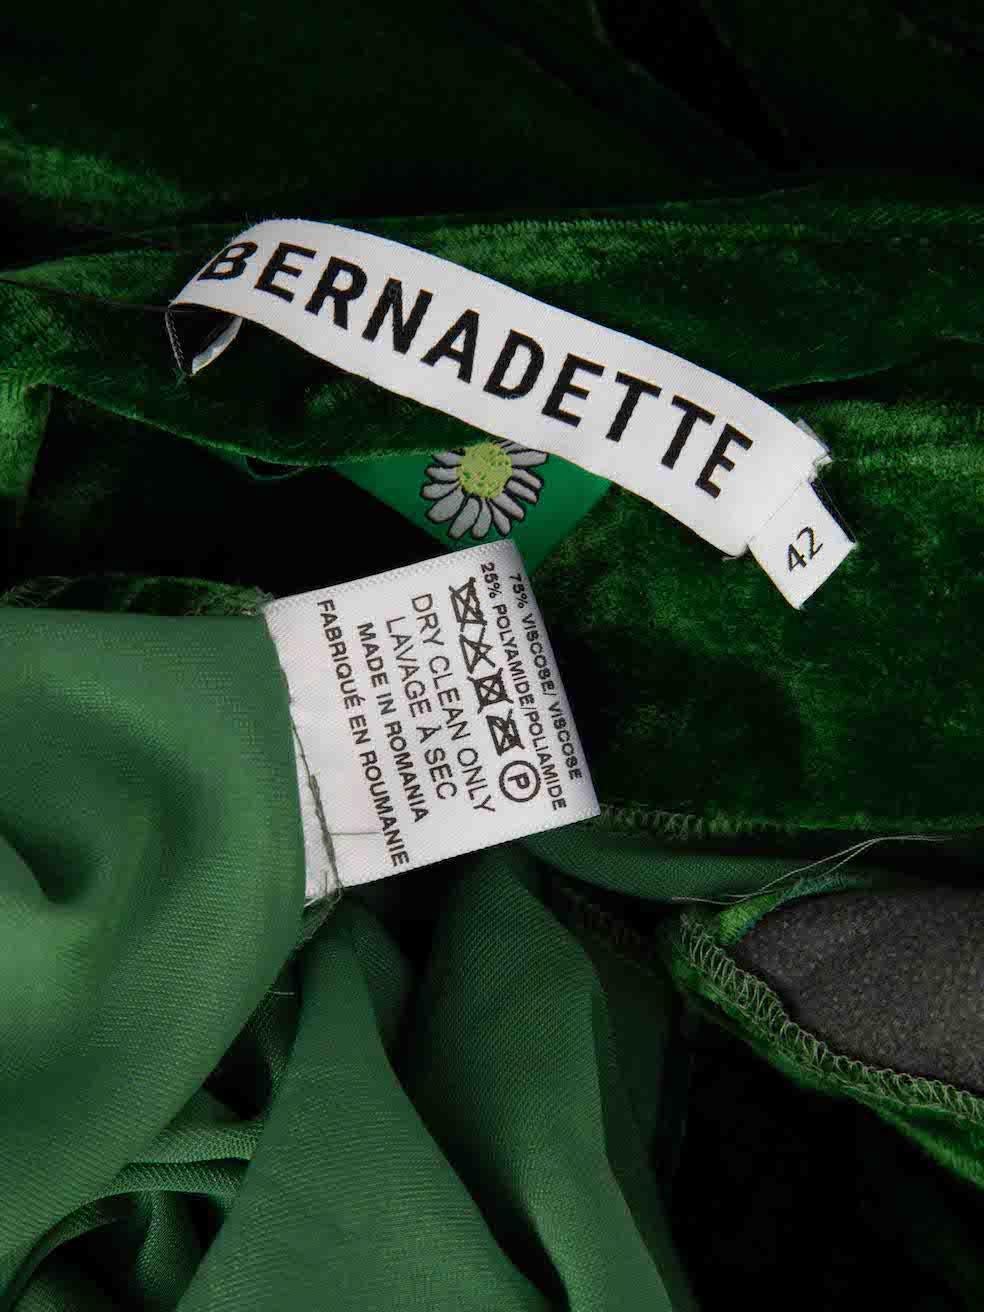 BERNADETTE
42
75% VISCOSE/ VISCOSE
25% POLYAMIDE/POLIAMIDE
P
DRY CLEAN ONLY
LAVAGE À SEC
MADE IN ROMANIA
FABRIQUÉ EN ROUMANIE